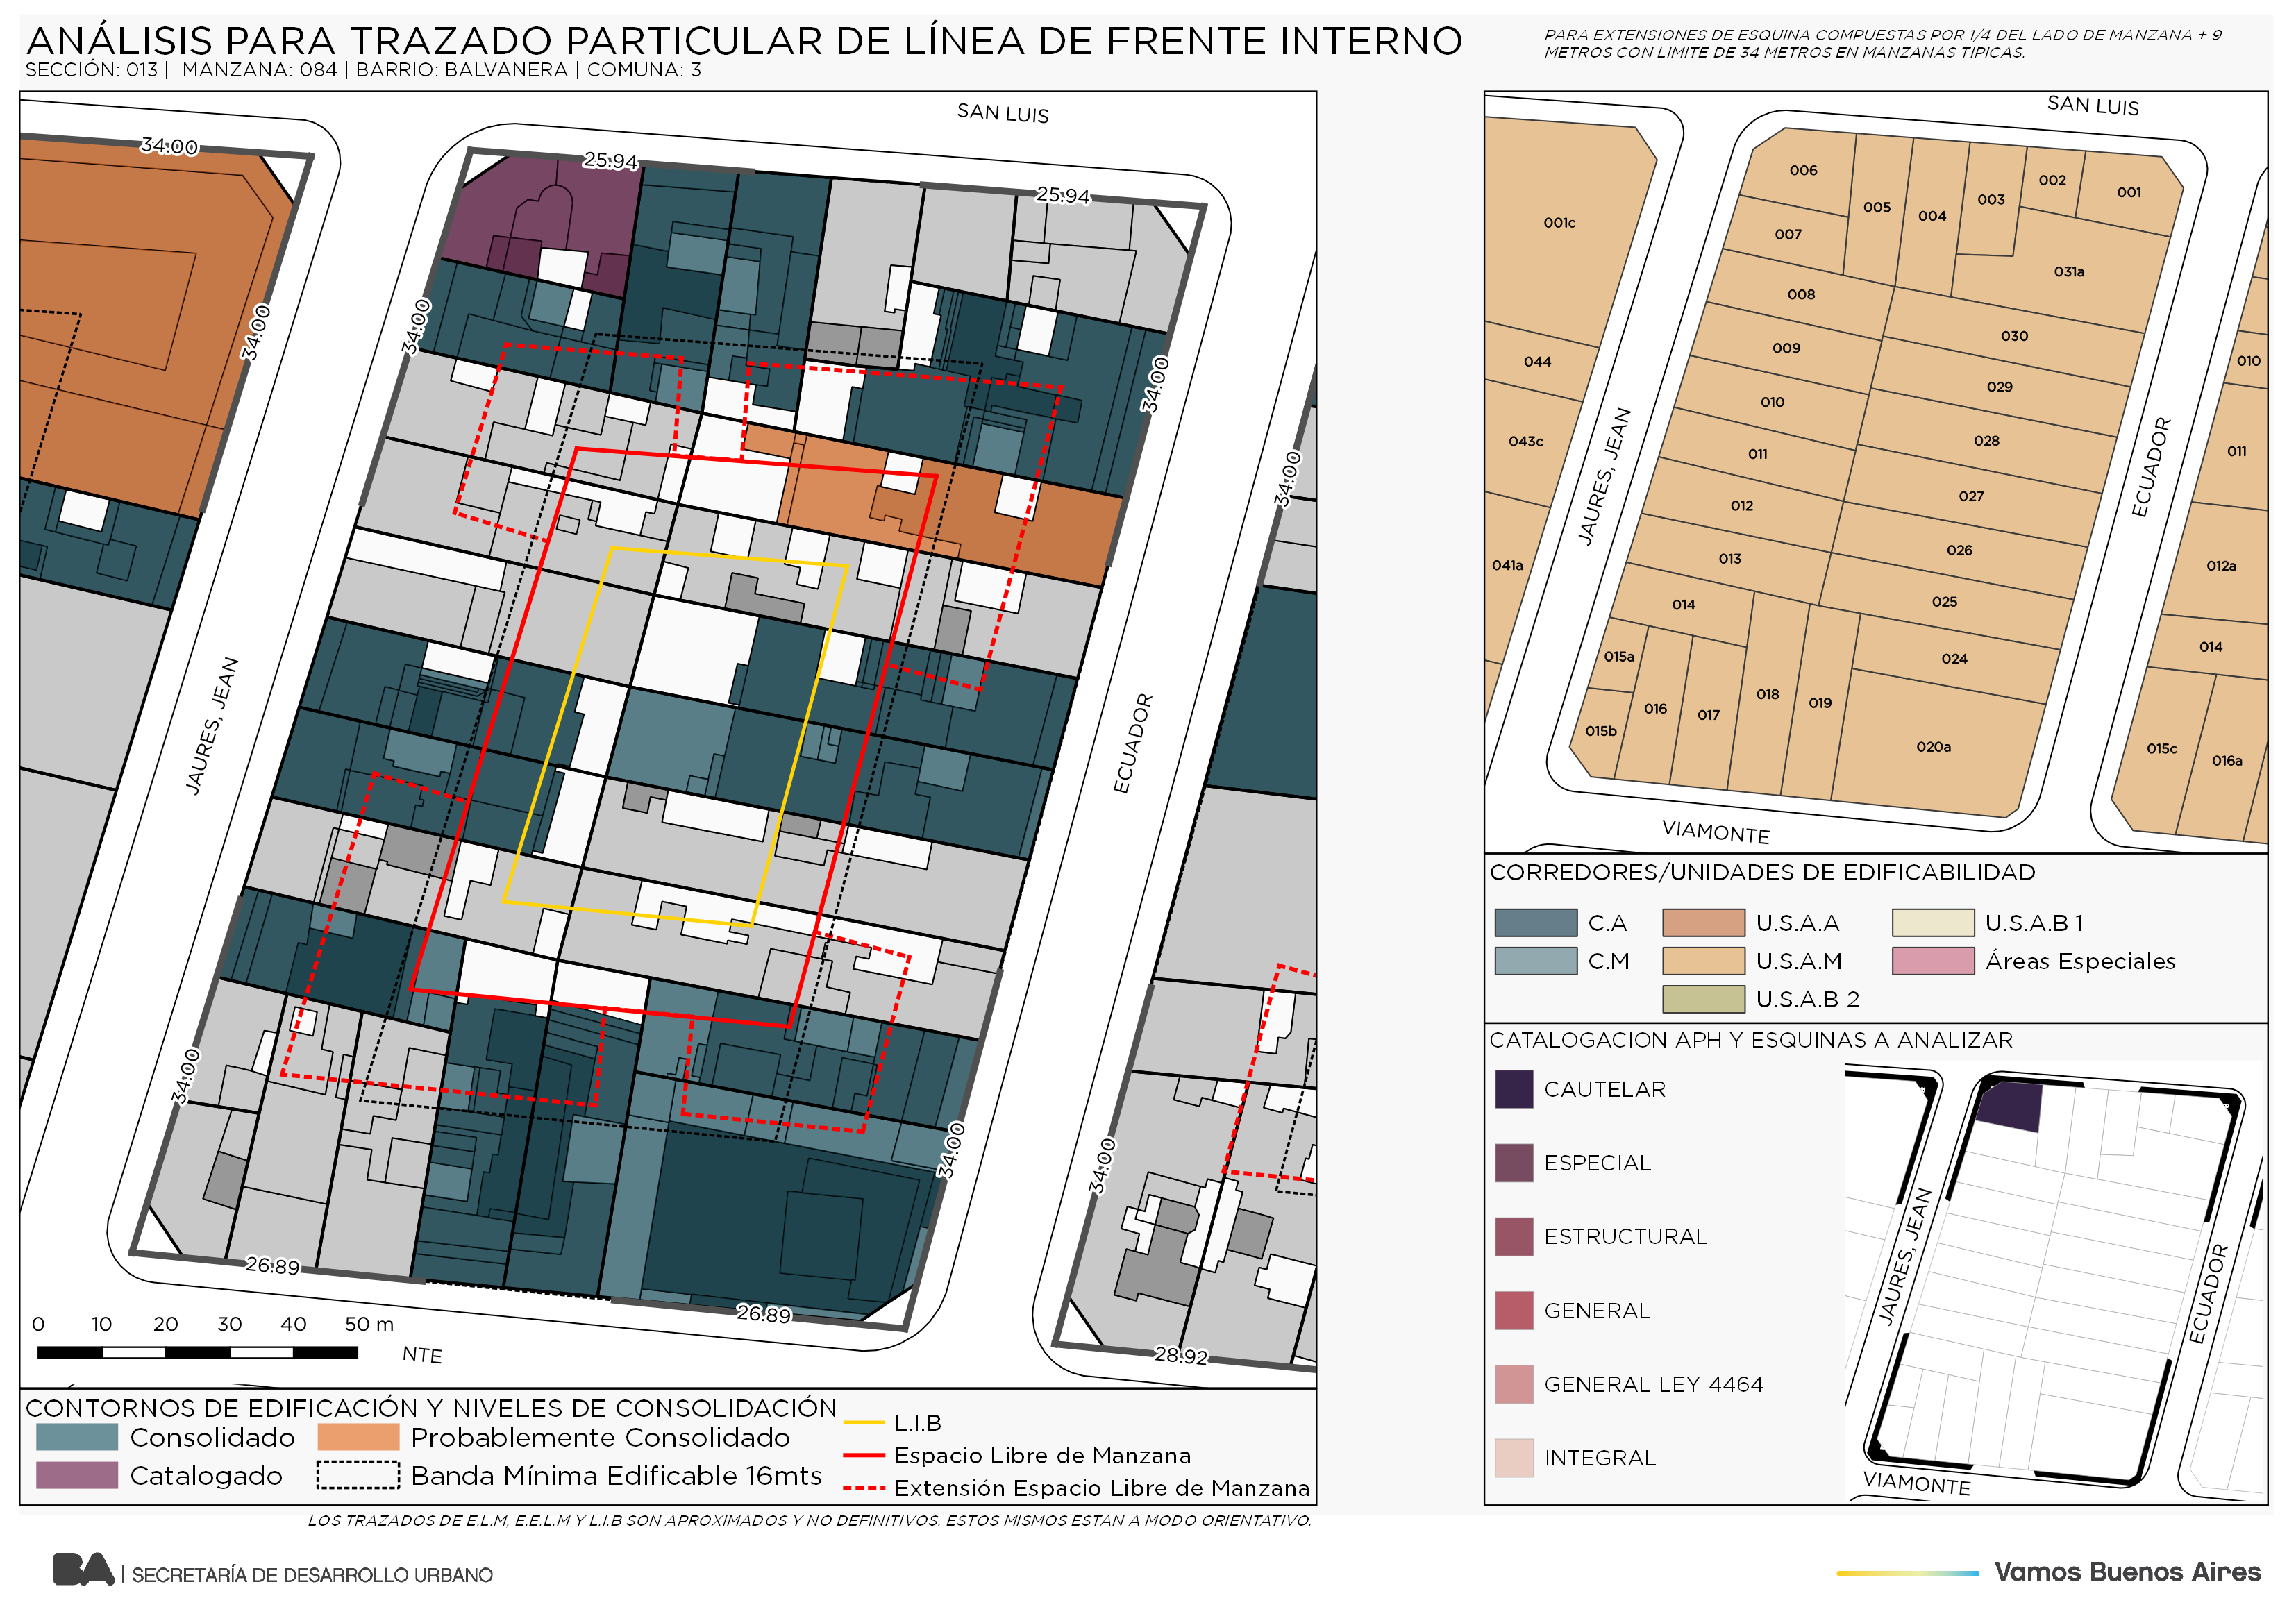 ANÁLISIS PARA TRAZADO PARTICULAR DE LÍNEA DE FRENTE INTERNO
SECCIÓN: 013 | MANZANA: 084 | BARRIO: BALVANERA | COMUNA: 3
PARA EXTENSIONES DE ESQUINA COMPUESTAS POR 1/4 DEL LADO DE MANZANA + 9
METROS CON LIMITE DE 34 METROS EN MANZANAS TIPICAS.
SAN LUIS
34.00
25.94
25.94
34.00
34.00
34.00
34.00
JAURES, JEAN
ECUADOR
34.00
34.00
34.00
26.89
26.89
28.92
0 10 20 30 40 50 m
NTE
CONTORNOS DE EDIFICACIÓN Y NIVELES DE CONSOLIDACIÓN
Consolidado
Probablemente Consolidado
Catalogado
Banda Mínima Edificable 16mts
L.I.B
Espacio Libre de Manzana
Extensión Espacio Libre de Manzana
LOS TRAZADOS DE E.L.M, E.E.L.M Y L.I.B SON APROXIMADOS Y NO DEFINITIVOS. ESTOS MISMOS ESTAN A MODO ORIENTATIVO.
SAN LUIS
001c
006
005
004
003
002
001
007
031a
008
030
044
009
029
010
010
028
043c
011
011
027
012
041a
012a
013
026
014
025
015a
024
014
016
017
018
019
015b
020a
015c
016a
JAURES, JEAN
ECUADOR
VIAMONTE
CORREDORES/UNIDADES DE EDIFICABILIDAD
C.A
U.S.A.A
U.S.A.B 1
C.M
U.S.A.M
Áreas Especiales
U.S.A.B 2
CATALOGACION APH Y ESQUINAS A ANALIZAR
CAUTELAR
ESPECIAL
ESTRUCTURAL
GENERAL
GENERAL LEY 4464
INTEGRAL
JAURES, JEAN
ECUADOR
VIAMONTE
BA | SECRETARÍA DE DESARROLLO URBANO
Vamos Buenos Aires